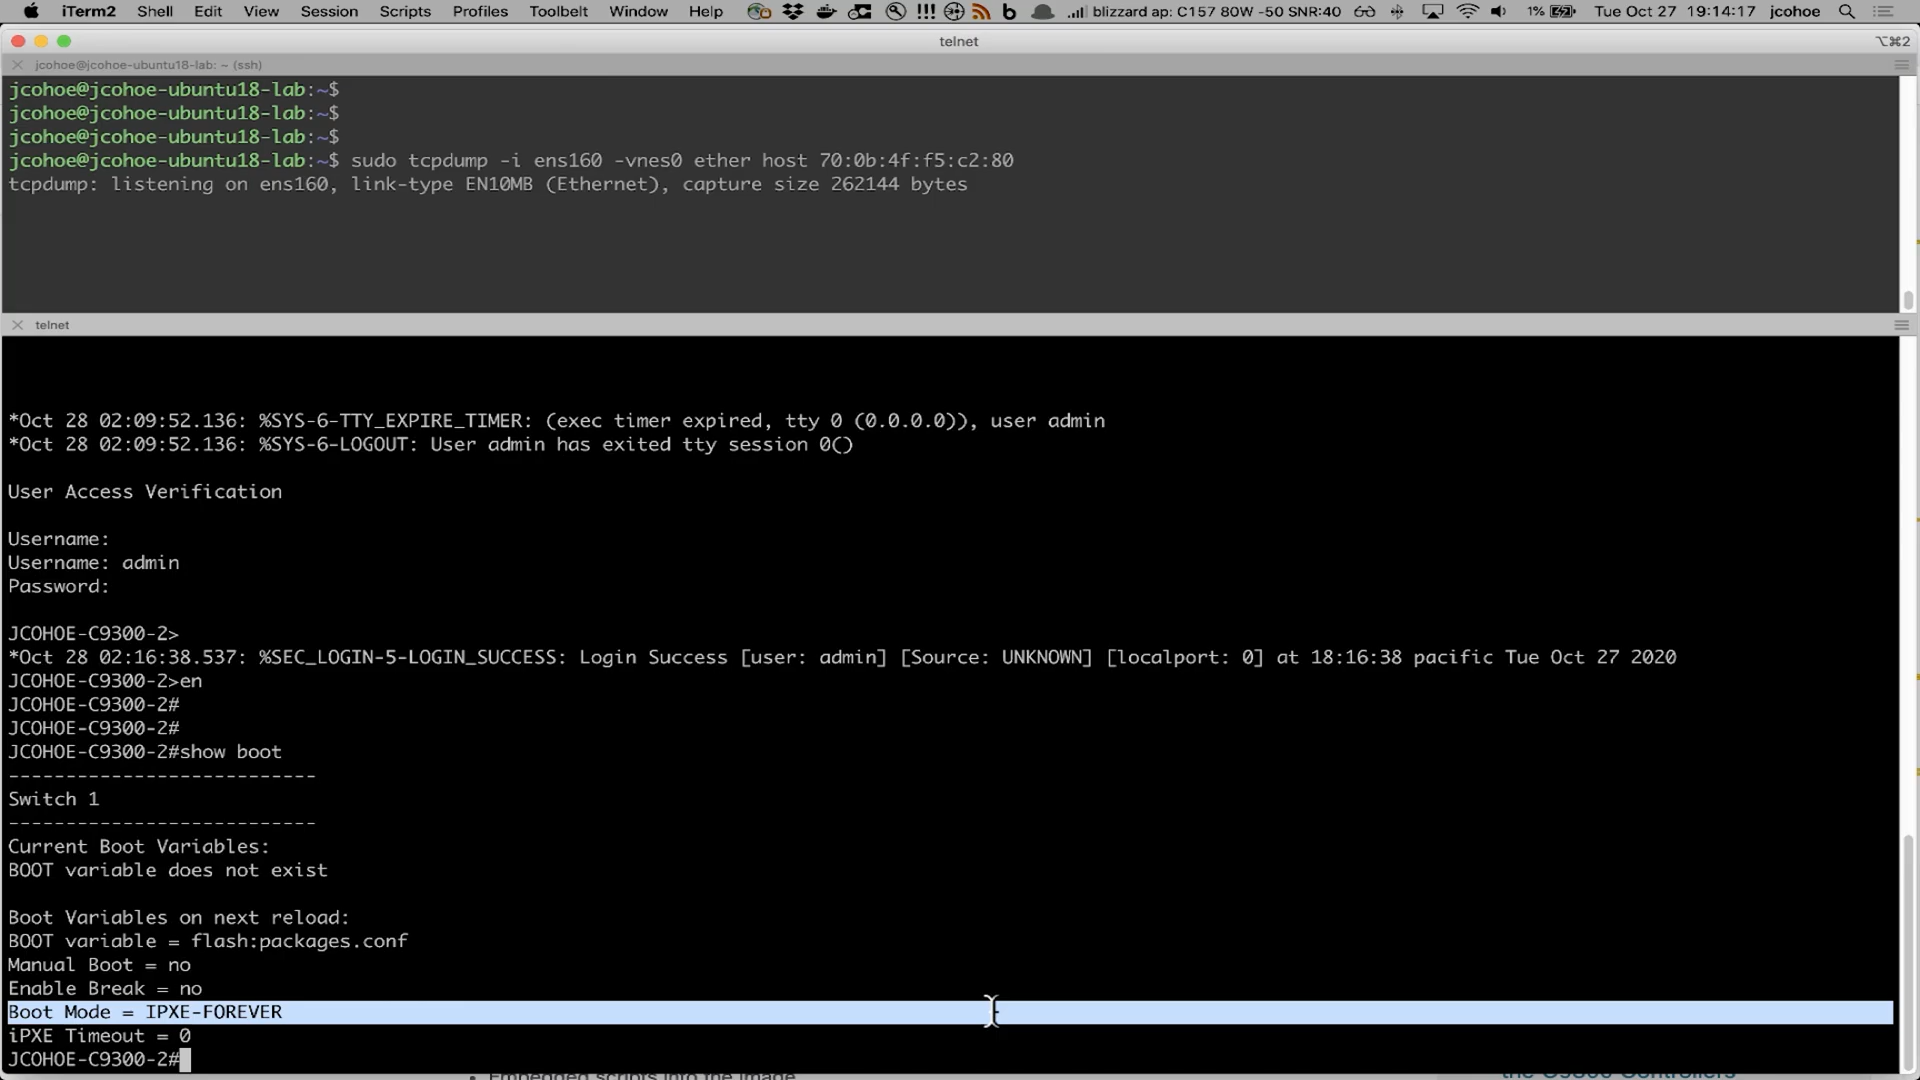 iTerm2 Shell Edit View Session Scripts Profiles Toolbelt Window Help !!! b blizzard ap: C157 80W -50 SNR:40 1% Tue Oct 27 19:14:17 jcohoe
telnet ⌥⌘2
jcohoe@jcohoe-ubuntu18-lab: ~ (ssh)
jcohoe@jcohoe-ubuntu18-lab:~$
jcohoe@jcohoe-ubuntu18-lab:~$
jcohoe@jcohoe-ubuntu18-lab:~$
jcohoe@jcohoe-ubuntu18-lab:~$ sudo tcpdump -i ens160 -vnes0 ether host 70:0b:4f:f5:c2:80
tcpdump: listening on ens160, link-type EN10MB (Ethernet), capture size 262144 bytes
telnet
*Oct 28 02:09:52.136: %SYS-6-TTY_EXPIRE_TIMER: (exec timer expired, tty 0 (0.0.0.0)), user admin
*Oct 28 02:09:52.136: %SYS-6-LOGOUT: User admin has exited tty session 0()
User Access Verification
Username:
Username: admin
Password:
JCOHOE-C9300-2>
*Oct 28 02:16:38.537: %SEC_LOGIN-5-LOGIN_SUCCESS: Login Success [user: admin] [Source: UNKNOWN] [localport: 0] at 18:16:38 pacific Tue Oct 27 2020
JCOHOE-C9300-2>en
JCOHOE-C9300-2#
JCOHOE-C9300-2#
JCOHOE-C9300-2#show boot
---------------------------
Switch 1
---------------------------
Current Boot Variables:
BOOT variable does not exist
Boot Variables on next reload:
BOOT variable = flash:packages.conf
Manual Boot = no
Enable Break = no
Boot Mode = IPXE-FOREVER
iPXE Timeout = 0
JCOHOE-C9300-2#
• Embedded scripts into the image the C9300 Controllers